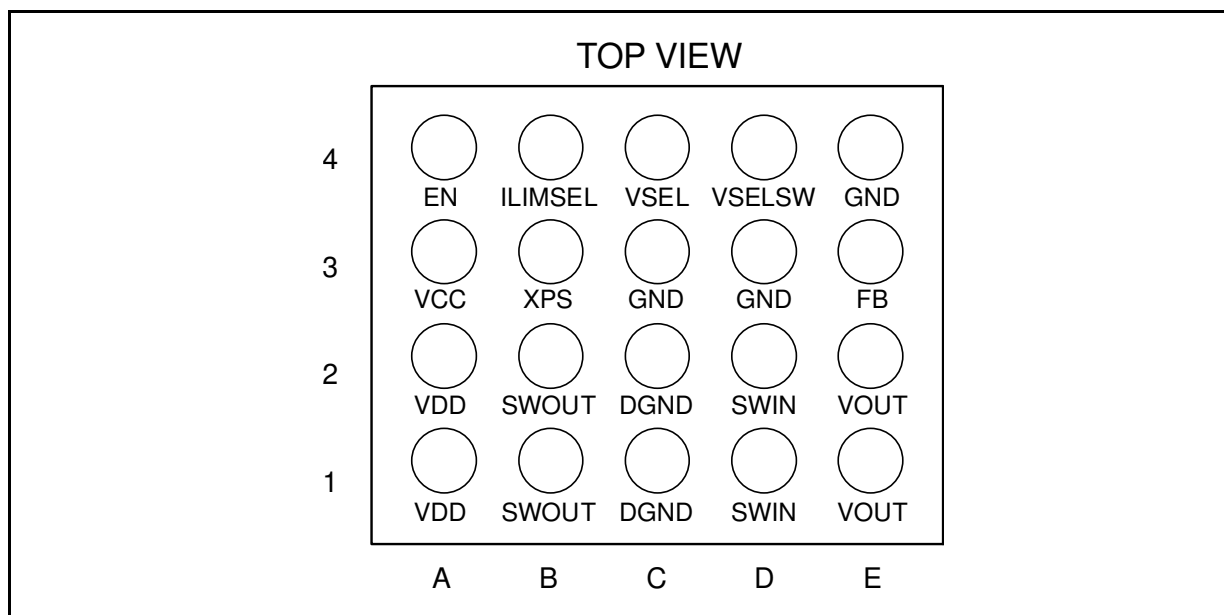 TOP VIEW
4
EN ILIMSEL VSEL VSELSW GND
3
VCC XPS GND GND FB
2
VDD SWOUT DGND SWIN VOUT
1
VDD SWOUT DGND SWIN VOUT
A B C D E